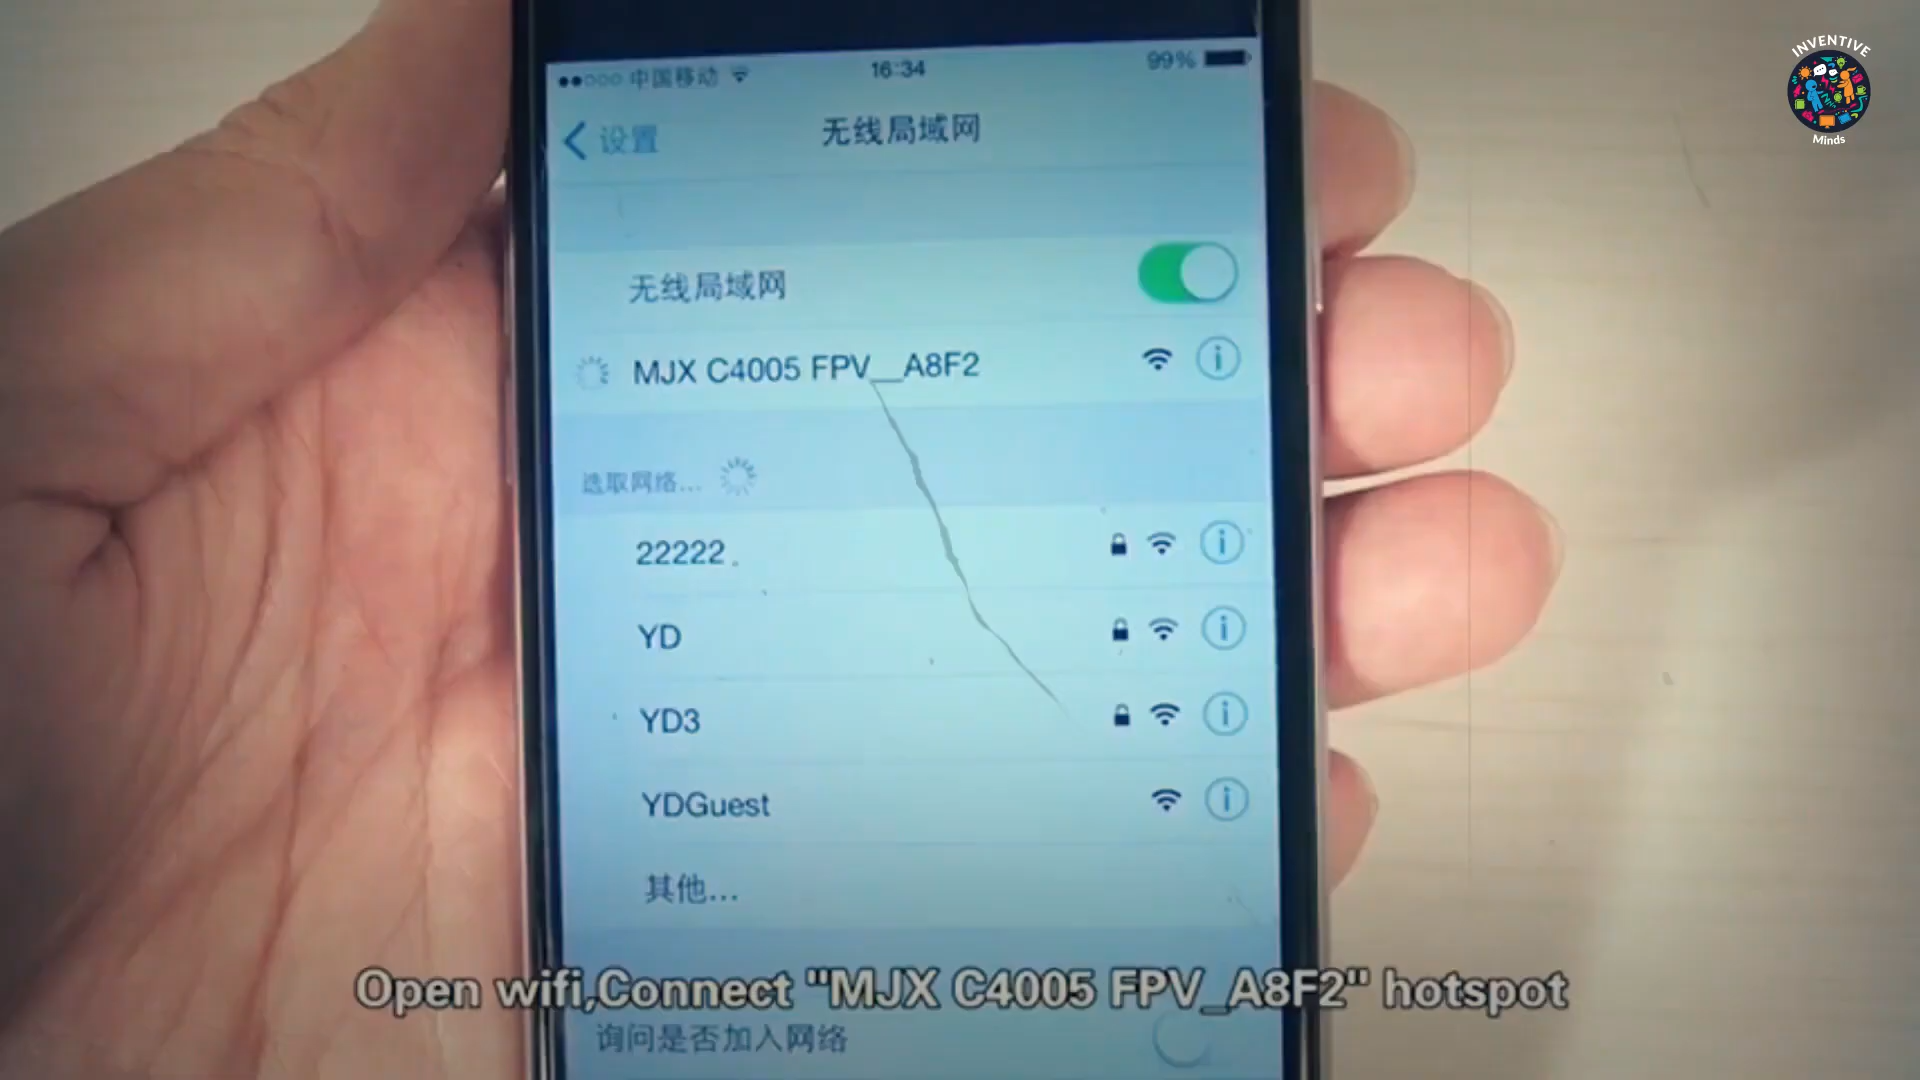 INVENTIVE
Minds
中国移动 16:34 99%
设置 无线局域网
无线局域网
MJX C4005 FPV__A8F2
选取网络...
22222
YD
YD3
YDGuest
其他...
Open wifi,Connect "MJX C4005 FPV_A8F2" hotspot
询问是否加入网络